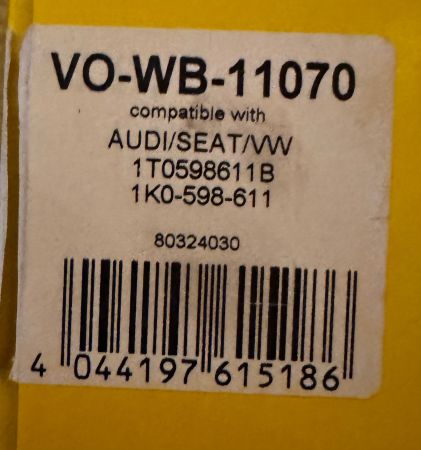 VO-WB-11070
compatible with
AUDI/SEAT/VW
1T0598611B
1K0-598-611
80324030
4 044197 615186